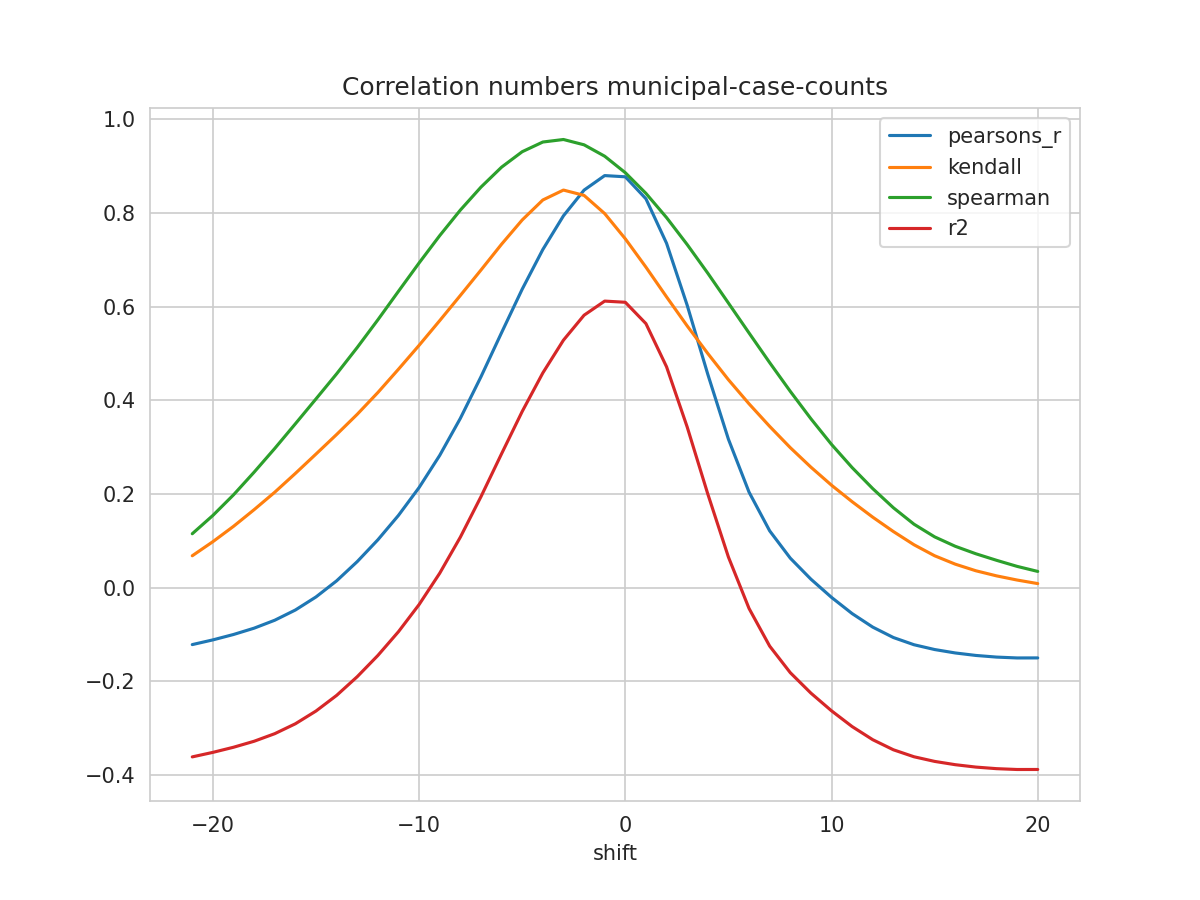 Correlation numbers municipal-case-counts
pearsons_r
kendall
spearman
r2
1.0
0.8
0.6
0.4
0.2
0.0
−0.2
−0.4
−20 −10 0 10 20
shift